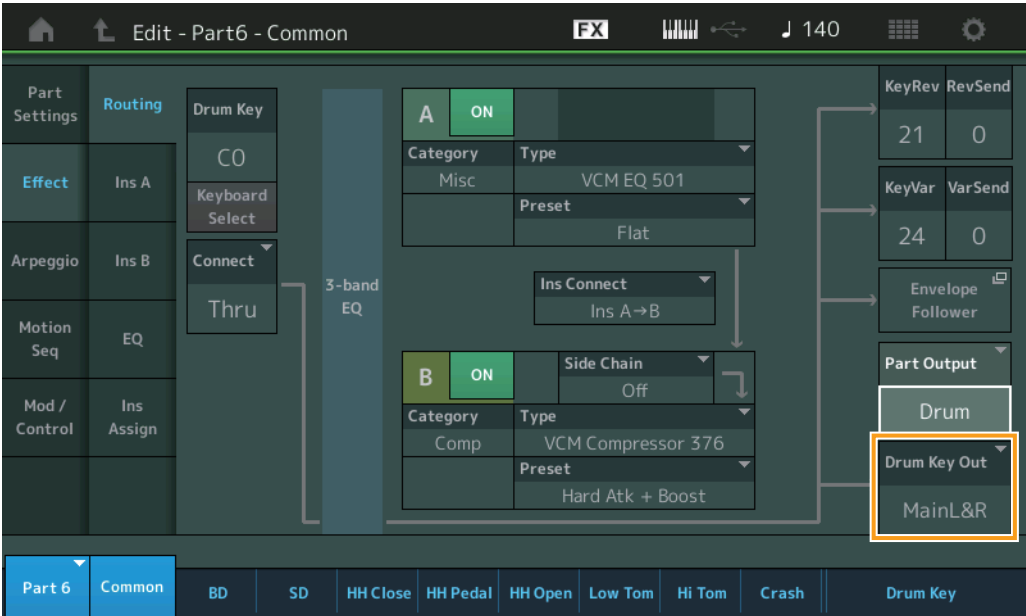 Edit - Part6 - Common
FX
140
Part
Settings
Effect
Arpeggio
Motion
Seq
Mod /
Control
Routing
Ins A
Ins B
EQ
Ins
Assign
Drum Key
C0
Keyboard
Select
Connect
Thru
3-band
EQ
A
ON
Category
Misc
Type
VCM EQ 501
Preset
Flat
Ins Connect
Ins A→B
B
ON
Side Chain
Off
Category
Comp
Type
VCM Compressor 376
Preset
Hard Atk + Boost
KeyRev
RevSend
21
0
KeyVar
VarSend
24
0
Envelope
Follower
Part Output
Drum
Drum Key Out
MainL&R
Part 6
Common
BD
SD
HH Close
HH Pedal
HH Open
Low Tom
Hi Tom
Crash
Drum Key